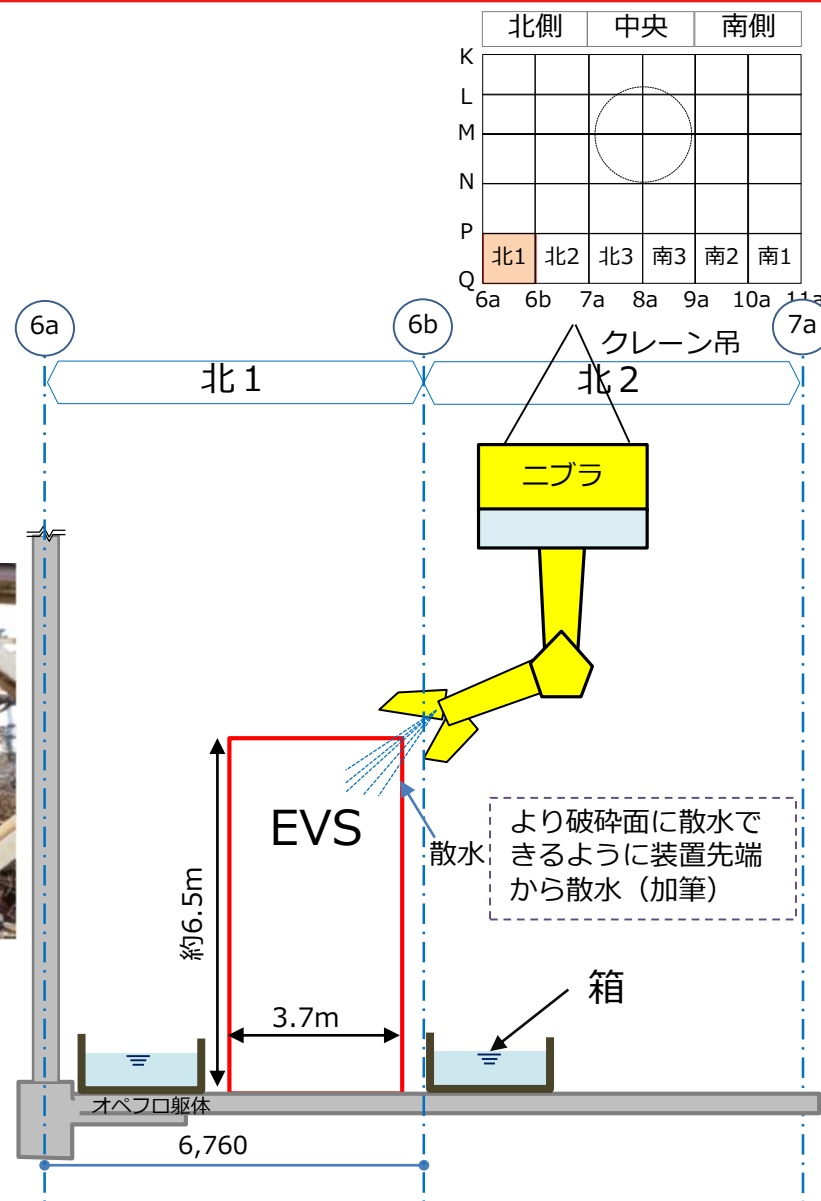 北側 中央 南側
K
L
M
N
P
Q
北1 北2 北3 南3 南2 南1
6a 6b 7a 8a 9a 10a 11a
6a
6b
7a
クレーン吊
北１
北２
ニブラ
EVS
散水
より破砕面に散水で
きるように装置先端
から散水（加筆）
約6.5m
3.7m
箱
オペフロ躯体
6,760